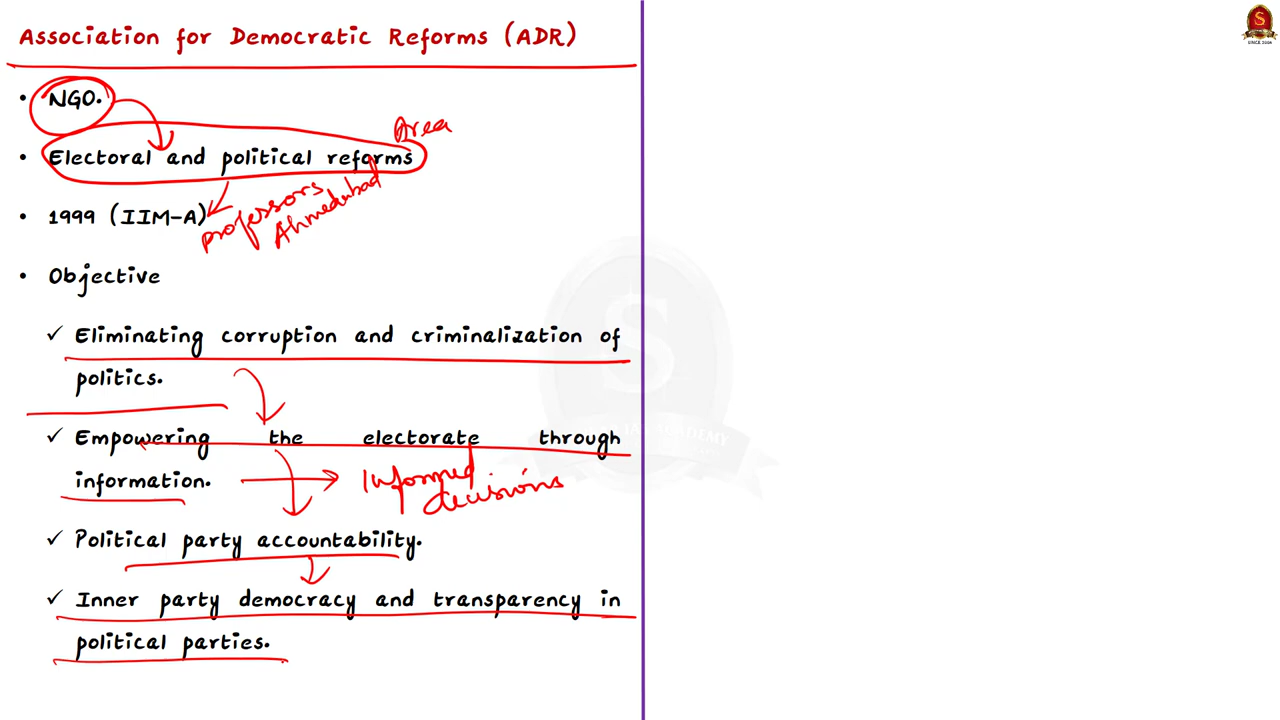 Association for Democratic Reforms (ADR)
• NGO.
Area
• Electoral and political reforms
• 1999 (IIM-A)
professors
Ahmedabad
• Objective
✓ Eliminating corruption and criminalization of
politics.
✓ Empowering the electorate through
information.
Informed
decisions
✓ Political party accountability.
✓ Inner party democracy and transparency in
political parties.
S
SINCE 2004